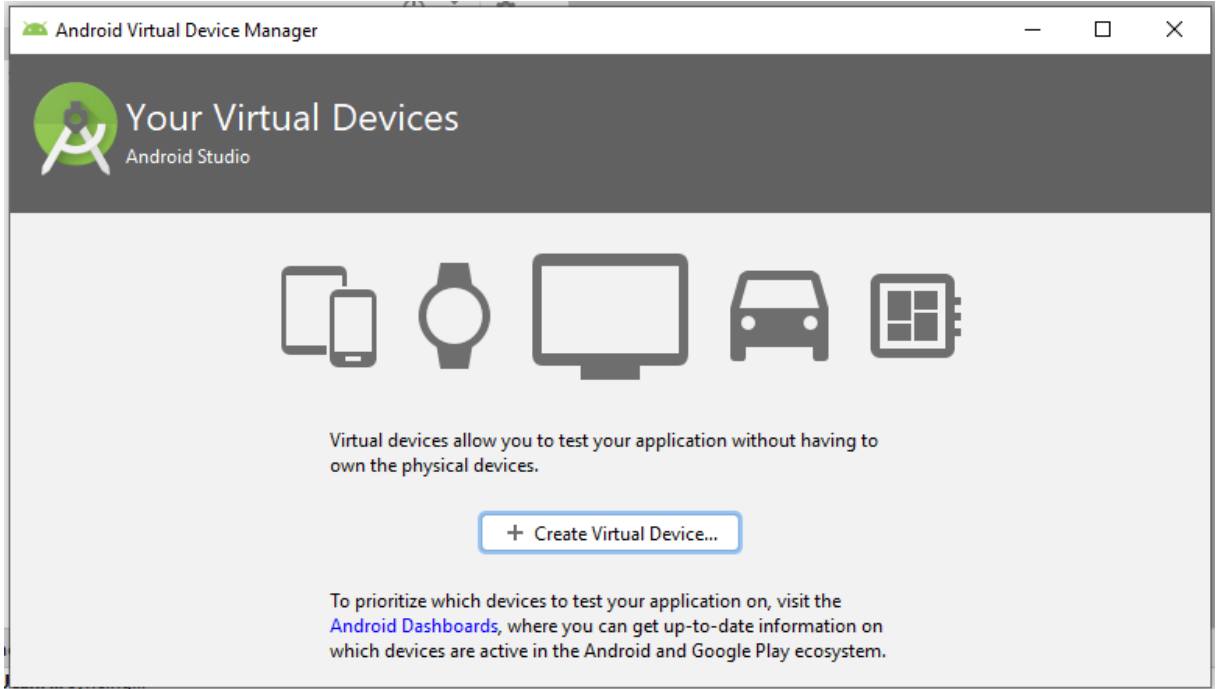 Android Virtual Device Manager
Your Virtual Devices
Android Studio
Virtual devices allow you to test your application without having to
own the physical devices.
+ Create Virtual Device...
To prioritize which devices to test your application on, visit the
Android Dashboards, where you can get up-to-date information on
which devices are active in the Android and Google Play ecosystem.